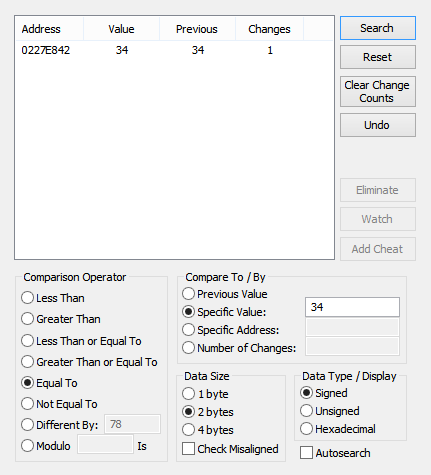 Address Value Previous Changes
0227E842 34 34 1
Search
Reset
Clear Change
Counts
Undo
Eliminate
Watch
Add Cheat
Comparison Operator
Less Than
Greater Than
Less Than or Equal To
Greater Than or Equal To
Equal To
Not Equal To
Different By: 78
Modulo Is
Compare To / By
Previous Value
Specific Value: 34
Specific Address:
Number of Changes:
Data Size
1 byte
2 bytes
4 bytes
Check Misaligned
Data Type / Display
Signed
Unsigned
Hexadecimal
Autosearch